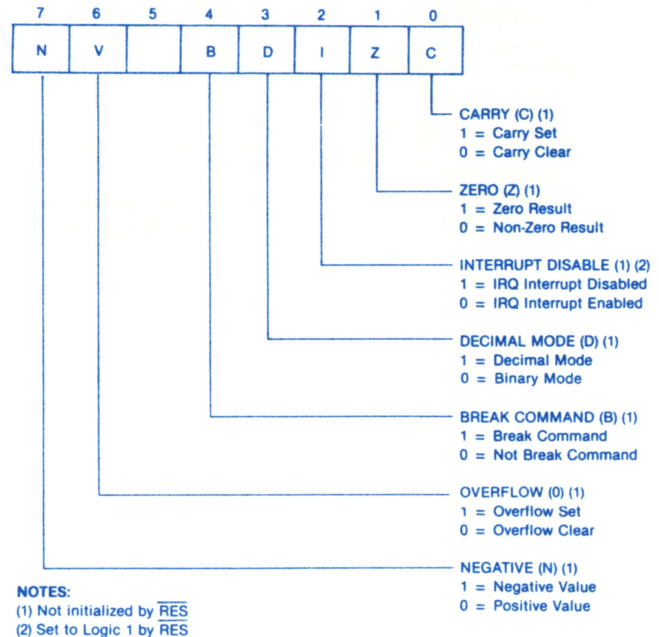 7 6 5 4 3 2 1 0
N V B D I Z C
CARRY (C) (1)
1 = Carry Set
0 = Carry Clear
ZERO (Z) (1)
1 = Zero Result
0 = Non-Zero Result
INTERRUPT DISABLE (1) (2)
1 = IRQ Interrupt Disabled
0 = IRQ Interrupt Enabled
DECIMAL MODE (D) (1)
1 = Decimal Mode
0 = Binary Mode
BREAK COMMAND (B) (1)
1 = Break Command
0 = Not Break Command
OVERFLOW (0) (1)
1 = Overflow Set
0 = Overflow Clear
NEGATIVE (N) (1)
1 = Negative Value
0 = Positive Value
NOTES:
(1) Not initialized by R̅E̅S̅
(2) Set to Logic 1 by R̅E̅S̅